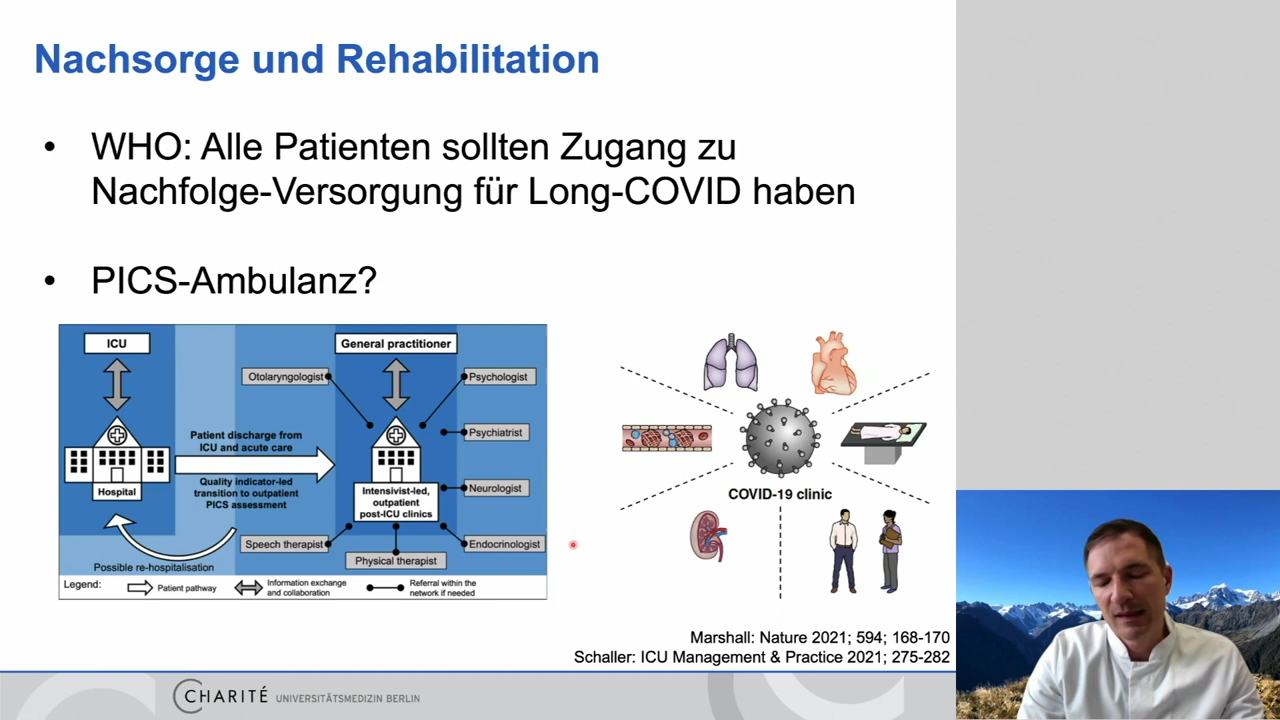 Nachsorge und Rehabilitation
• WHO: Alle Patienten sollten Zugang zu
Nachfolge-Versorgung für Long-COVID haben
• PICS-Ambulanz?
ICU
General practitioner
Otolaryngologist
Psychologist
Patient discharge from
ICU and acute care
Psychiatrist
Quality indicator-led
transition to outpatient
PICS assessment
Hospital
Intensivist-led,
outpatient
post-ICU clinics
Neurologist
Speech therapist
Endocrinologist
Physical therapist
Possible re-hospitalisation
Legend:
Patient pathway
Information exchange
and collaboration
Referral within the
network if needed
COVID-19 clinic
Marshall: Nature 2021; 594; 168-170
Schaller: ICU Management & Practice 2021; 275-282
CHARITÉ UNIVERSITÄTSMEDIZIN BERLIN